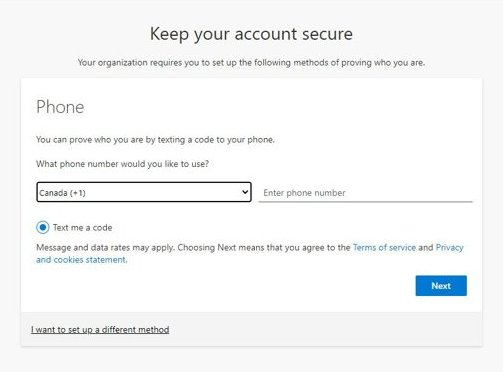 Keep your account secure
Your organization requires you to set up the following methods of proving who you are.
Phone
You can prove who you are by texting a code to your phone.
What phone number would you like to use?
Canada (+1)
Enter phone number
Text me a code
Message and data rates may apply. Choosing Next means that you agree to the Terms of service and Privacy
and cookies statement.
Next
I want to set up a different method